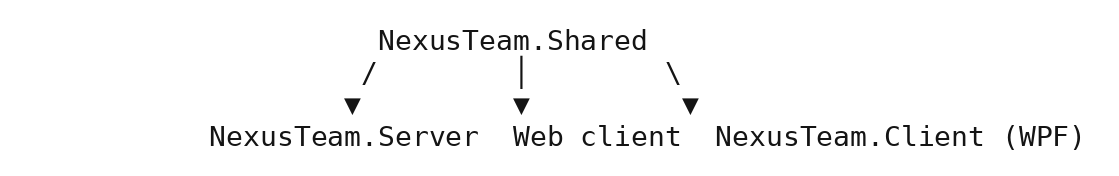 NexusTeam.Shared
/ | \
▼ ▼ ▼
NexusTeam.Server  Web client  NexusTeam.Client (WPF)